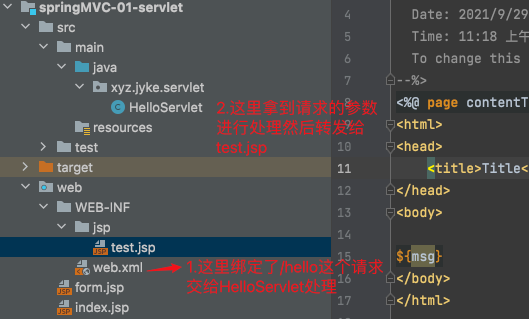 springMVC-01-servlet
src
main
java
xyz.jyke.servlet
HelloServlet
resources
test
target
web
WEB-INF
jsp
test.jsp
web.xml
form.jsp
index.jsp
2.这里拿到请求的参数
进行处理然后转发给
test.jsp
1.这里绑定了/hello这个请求
交给HelloServlet处理
4 Date: 2021/9/29
5 Time: 11:18 上午
6 To change this
7 --%>
8 <%@ page contentT
9 <html>
10 <head>
11 <title>Title<
12 </head>
13 <body>
14
15 ${msg}
16 </body>
17 </html>